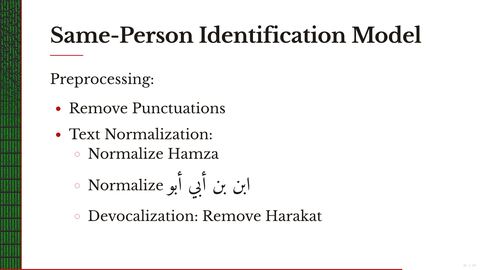 Same-Person Identification Model
Preprocessing:
Remove Punctuations
Text Normalization:
Normalize Hamza
Normalize ابن بن أبي أبو
Devocalization: Remove Harakat